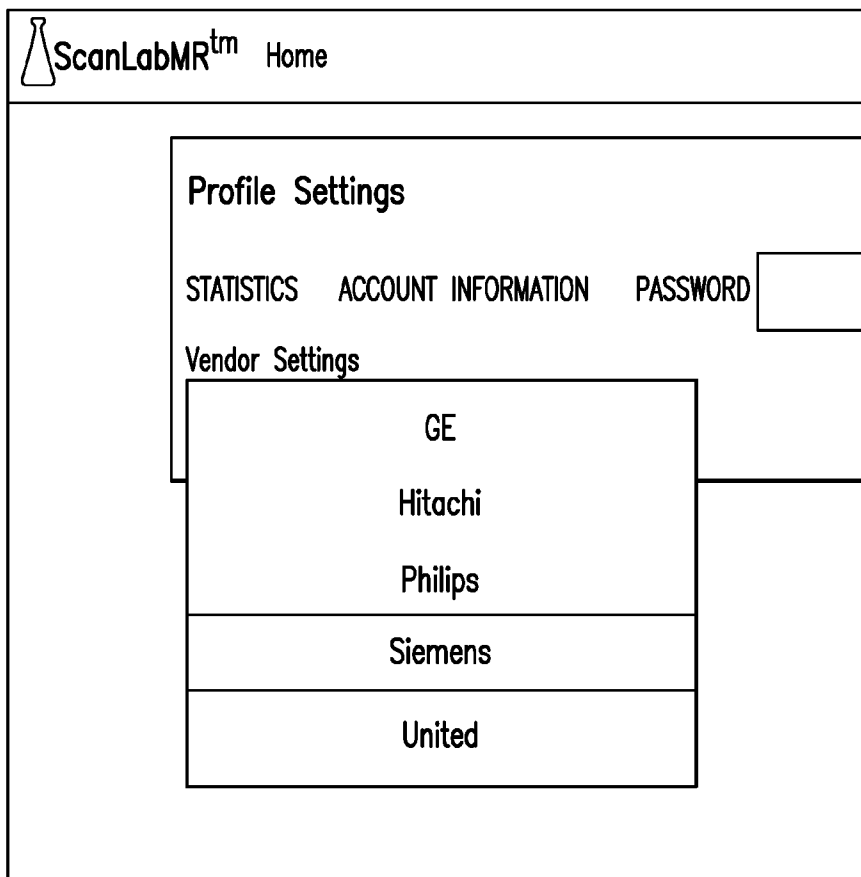 ScanLabMRtm Home
Profile Settings
STATISTICS ACCOUNT INFORMATION PASSWORD
Vendor Settings
GE
Hitachi
Philips
Siemens
United